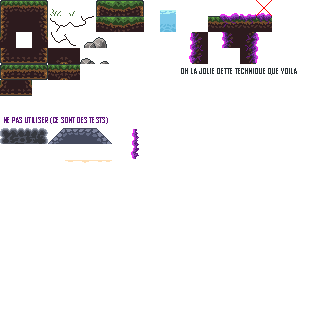 OH LA JOLIE DETTE TECHNIQUE QUE VOILA
NE PAS UTILISER (CE SONT DES TESTS)